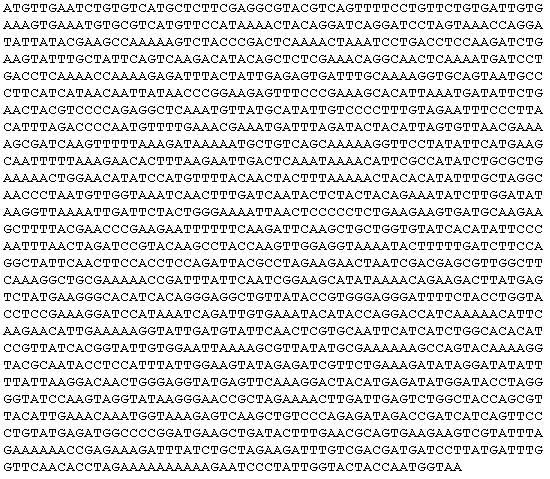 ATGTTGAATCTGTGTCATGCTCTTCGAGGCGTACGTCAGTTTTCCTGTTCTGTGATTGTG
AAAGTGAAATGTGCGTCATGTTCCATAAAACTACAGGATCAGGATCCTAGTAAACCAGGA
TATTATACGAAGCCAAAAAGTCTACCCGACTCAAAACTAAATCCTGACCTCCAAGATCTG
AAGTATTTGCTATTCAGTCAAGACATACAGCTCTCGAAACAGGCAACTCAAAATGATCCT
GACCTCAAAACCAAAAGAGATTTACTATTGAGAGTGATTTGCAAAAGGTGCAGTAATGCC
CTTCATCATAACAATTATAACCCGGAAGAGTTTCCCGAAAGCACATTAAATGATATTCTG
AACTACGTCCCCAGAGGCTCAAATGTTATGCATATTGTCCCCTTTGTAGAATTTCCCTTA
CATTTAGACCCCAATGTTTTGAAACGAAATGATTTAGATACTACATTAGTGTTAACGAAA
AGCGATCAAGTTTTTAAAGATAAAAATGCTGTCAGCAAAAAGGTTCCTATATTCATGAAG
CAATTTTTAAAGAACACTTTAAGAATTGACTCAAATAAAACATTCGCCATATCTGCGCTG
AAAAACTGGAACATATCCATGTTTTACAACTACTTTAAAAACTACACATATTTGCTAGGC
AACCCTAATGTTGGTAAATCAACTTTGATCAATACTCTACTACAGAAATATCTTGGATAT
AAGGTTAAAATTGATTCTACTGGGAAAATTAACTCCCCCTCTGAAGAAGTGATGCAAGAA
GCTTTTACGAACCCGAAGAATTTTTTCAAGATTCAAGCTGCTGGTGTATCACATATTCCC
AATTTAACTAGATCCGTACAAGCCTACCAAGTTGGAGGTAAAATACTTTTTGATCTTCCA
GGCTATTCAACTTCCACCTCCAGATTACGCCTAGAAGAACTAATCGACGAGCGTTGGCTT
CAAAGGCTGCGAAAAACCGATTTATTCAATCGGAAGCATATAAAACAGAAGACTTATGAG
TCTATGAAGGGCACATCACAGGGAGGCTGTTATACCGTGGGAGGGATTTTCTACCTGGTA
CCTCCGAAAGGATCCATAAATCAGATTGTGAAATACATACCAGGACCATCAAAAACATTC
AAGAACATTGAAAAAGGTATTGATGTATTCAACTCGTGCAATTCATCATCTGGCACACAT
CCGTTATCACGGTATTGTGGAATTAAAAGCGTTATATGCGAAAAAAGCCAGTACAAAAGG
TACGCAATACCTCCATTTATTGGAAGTATAGAGATCGTTCTGAAAGATATAGGATATATT
TTATTAAGGACAACTGGGAGGTATGAGTTCAAAGGACTACATGAGATATGGATACCTAGG
GGTATCCAAGTAGGTATAAGGGAACCGCTAGAAAACTTGATTGAGTCTGGCTACCAGCGT
TACATTGAAACAAATGGTAAAGAGTCAAGCTGTCCCAGAGATAGACCGATCATCAGTTCC
CTGTATGAGATGGCCCCGGATGAAGCTGATACTTTGAACGCAGTGAAGAAGTCGTATTTA
GAAAAAACCGAGAAAGATTTATCTGCTAGAAGATTTGTCGACGATGATCCTTATGATTTG
GTTCAACACCTAGAAAAAAAAAAGAATCCCTATTGGTACTACCAATGGTAA